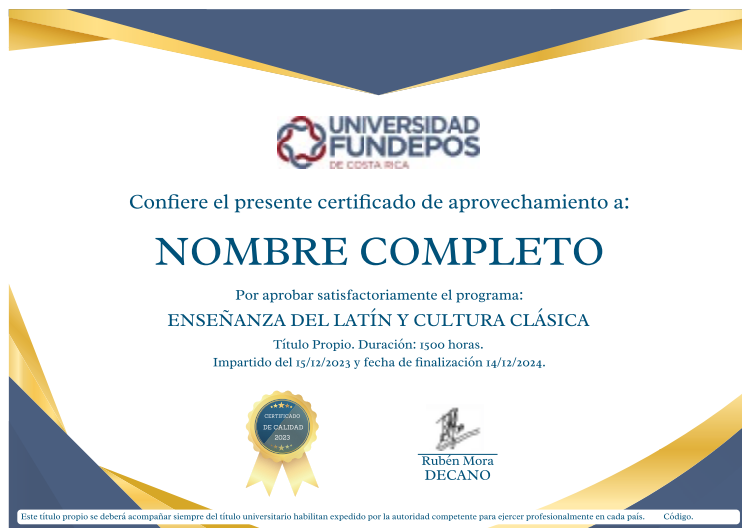 UNIVERSIDAD
FUNDEPOS
DE COSTA RICA
Confiere el presente certificado de aprovechamiento a:
NOMBRE COMPLETO
Por aprobar satisfactoriamente el programa:
ENSEÑANZA DEL LATÍN Y CULTURA CLÁSICA
Título Propio. Duración: 1500 horas.
Impartido del 15/12/2023 y fecha de finalización 14/12/2024.
CERTIFICADO
DE CALIDAD
2023
Rubén Mora
DECANO
Este título propio se deberá acompañar siempre del título universitario habilitan expedido por la autoridad competente para ejercer profesionalmente en cada país. Código.